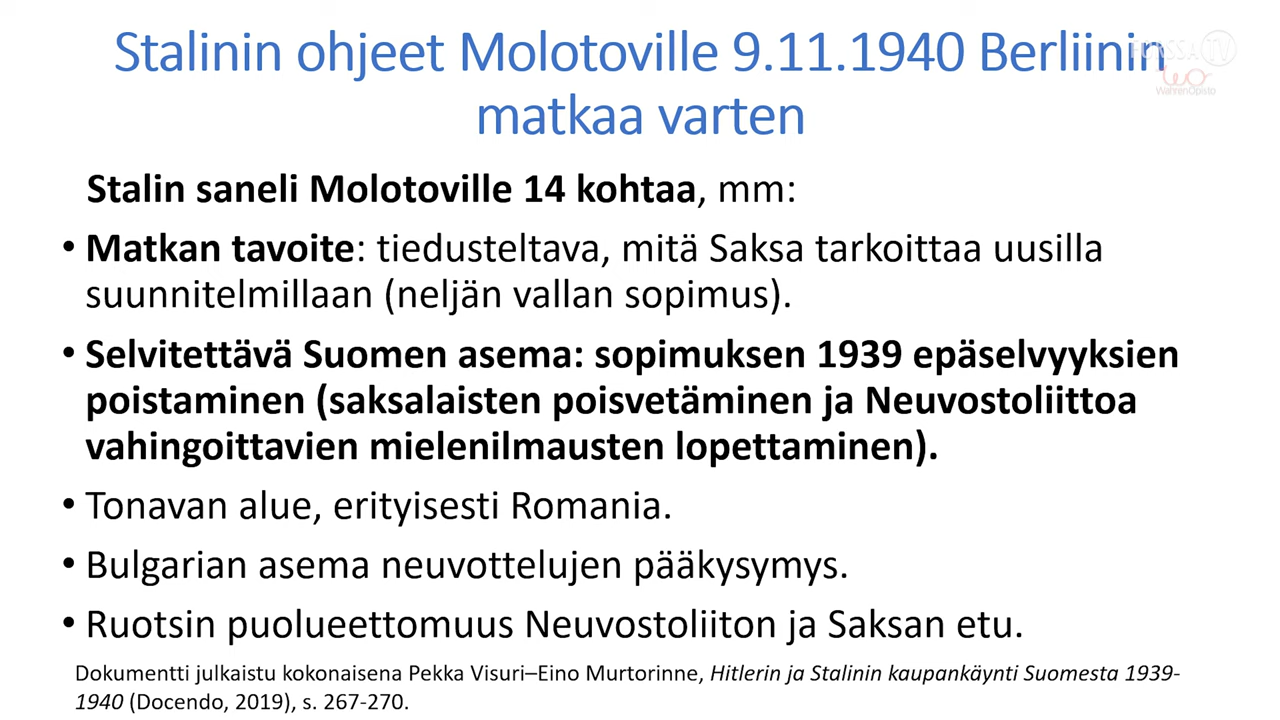 Stalinin ohjeet Molotoville 9.11.1940 Berliinin
matkaa varten
Stalin saneli Molotoville 14 kohtaa, mm:
• Matkan tavoite: tiedusteltava, mitä Saksa tarkoittaa uusilla
suunnitelmillaan (neljän vallan sopimus).
• Selvitettävä Suomen asema: sopimuksen 1939 epäselvyyksien
poistaminen (saksalaisten poisvetäminen ja Neuvostoliittoa
vahingoittavien mielenilmausten lopettaminen).
• Tonavan alue, erityisesti Romania.
• Bulgarian asema neuvottelujen pääkysymys.
• Ruotsin puolueettomuus Neuvostoliiton ja Saksan etu.
Dokumentti julkaistu kokonaisena Pekka Visuri–Eino Murtorinne, Hitlerin ja Stalinin kaupankäynti Suomesta 1939-
1940 (Docendo, 2019), s. 267-270.
TV
WahrenOpisto